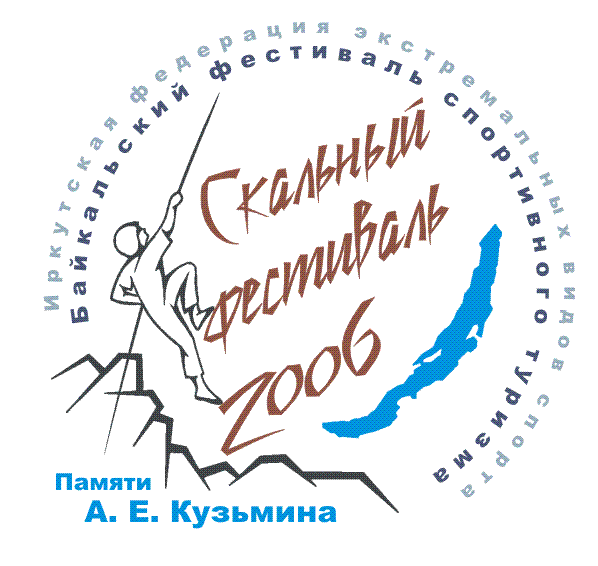 Иркутская федерация экстремальных видов спорта
Байкальский фестиваль спортивного туризма
Скальный
фестиваль
2006
Памяти
А. Е. Кузьмина